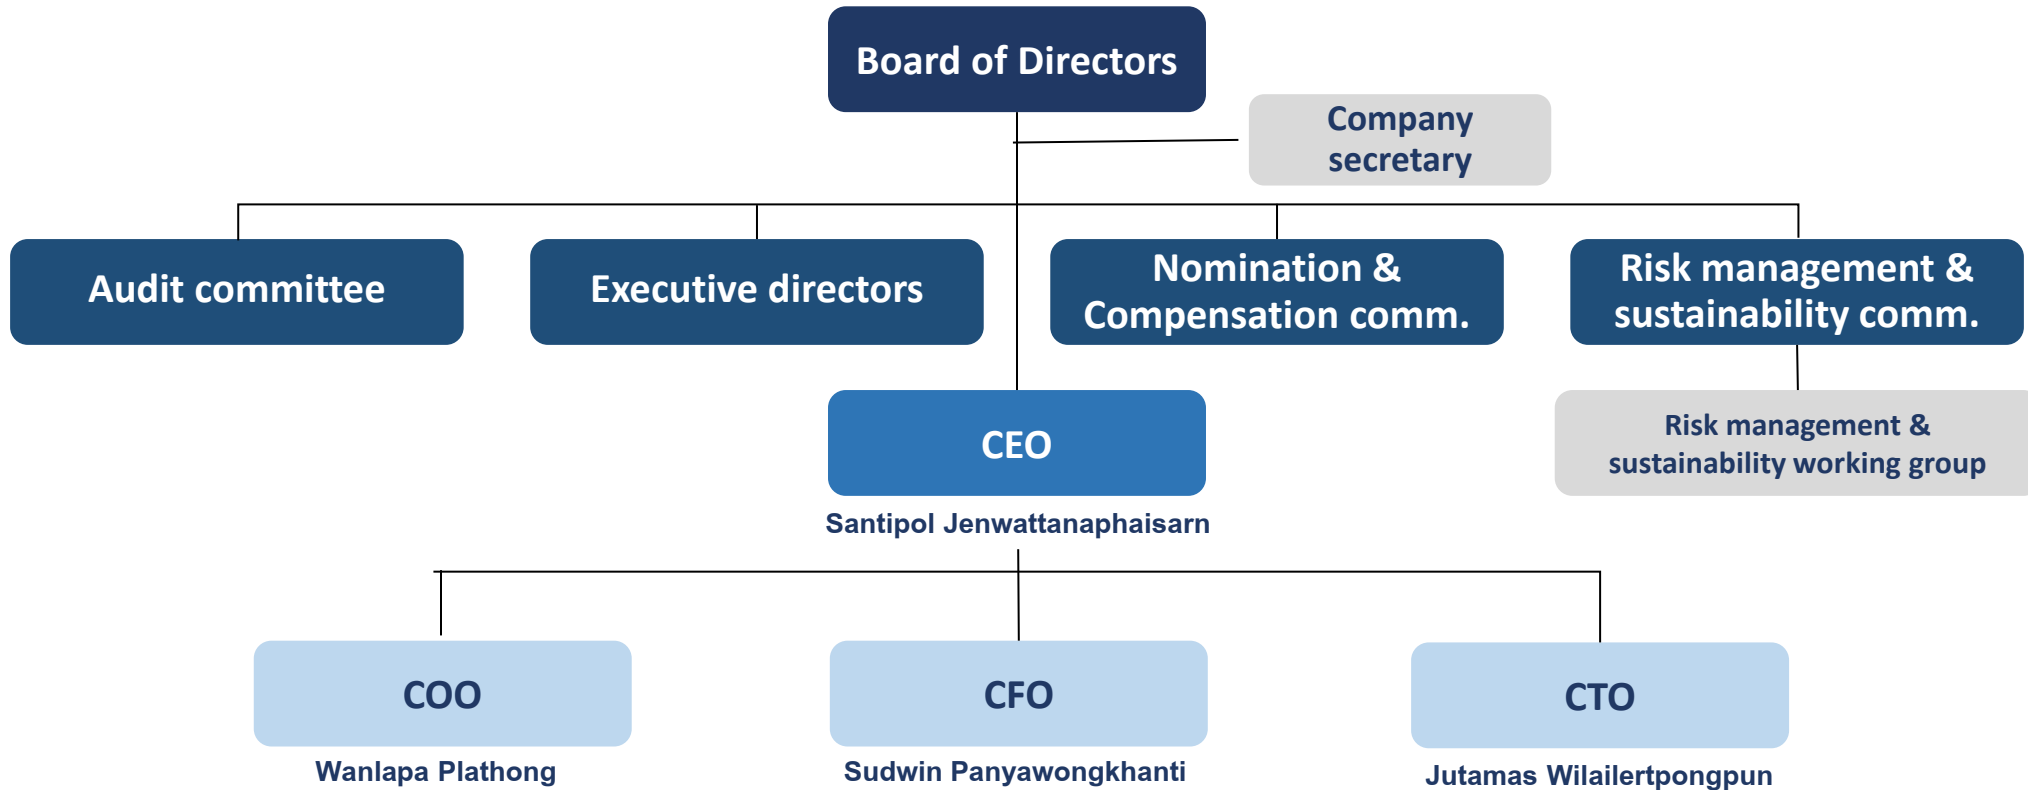 Board of Directors
Company
secretary
Audit committee
Executive directors
Nomination &
Compensation comm.
Risk management &
sustainability comm.
CEO
Santipol Jenwattanaphaisarn
Risk management &
sustainability working group
COO
Wanlapa Plathong
CFO
Sudwin Panyawongkhanti
CTO
Jutamas Wilailertpongpun